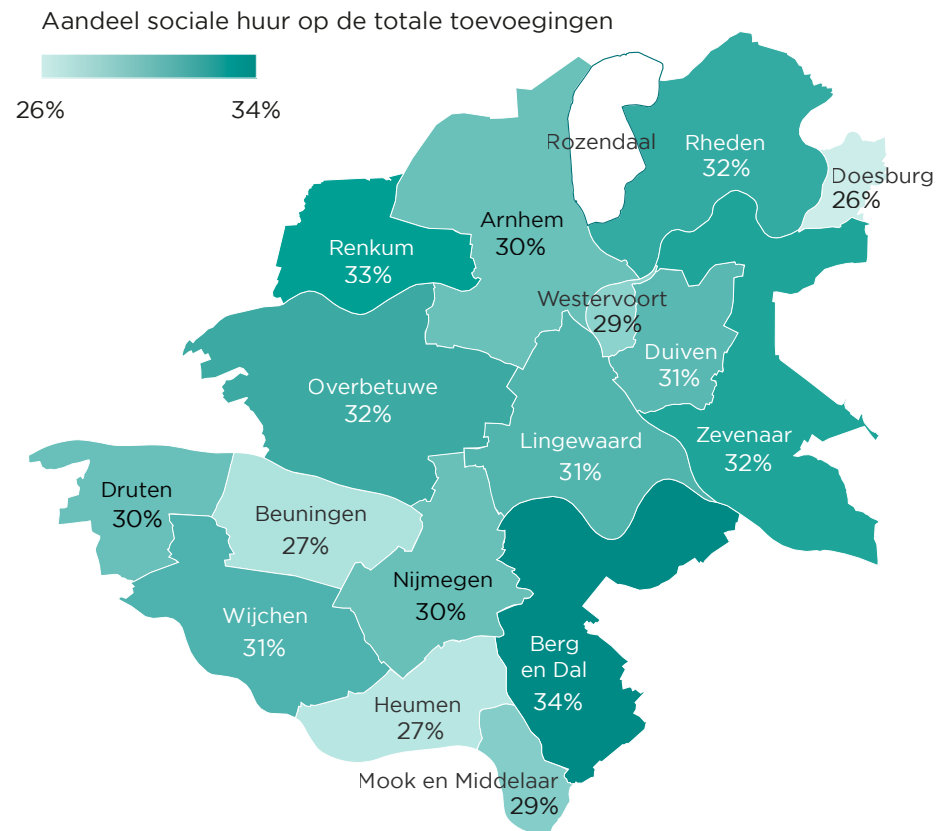 Aandeel sociale huur op de totale toevoegingen
26%
34%
Rozendaal
Rheden
32%
Doesburg
26%
Arnhem
30%
Renkum
33%
Westervoort
29%
Duiven
31%
Overbetuwe
32%
Lingewaard
31%
Zevenaar
32%
Druten
30%
Beuningen
27%
Nijmegen
30%
Wijchen
31%
Berg
en Dal
34%
Heumen
27%
Mook en Middelaar
29%